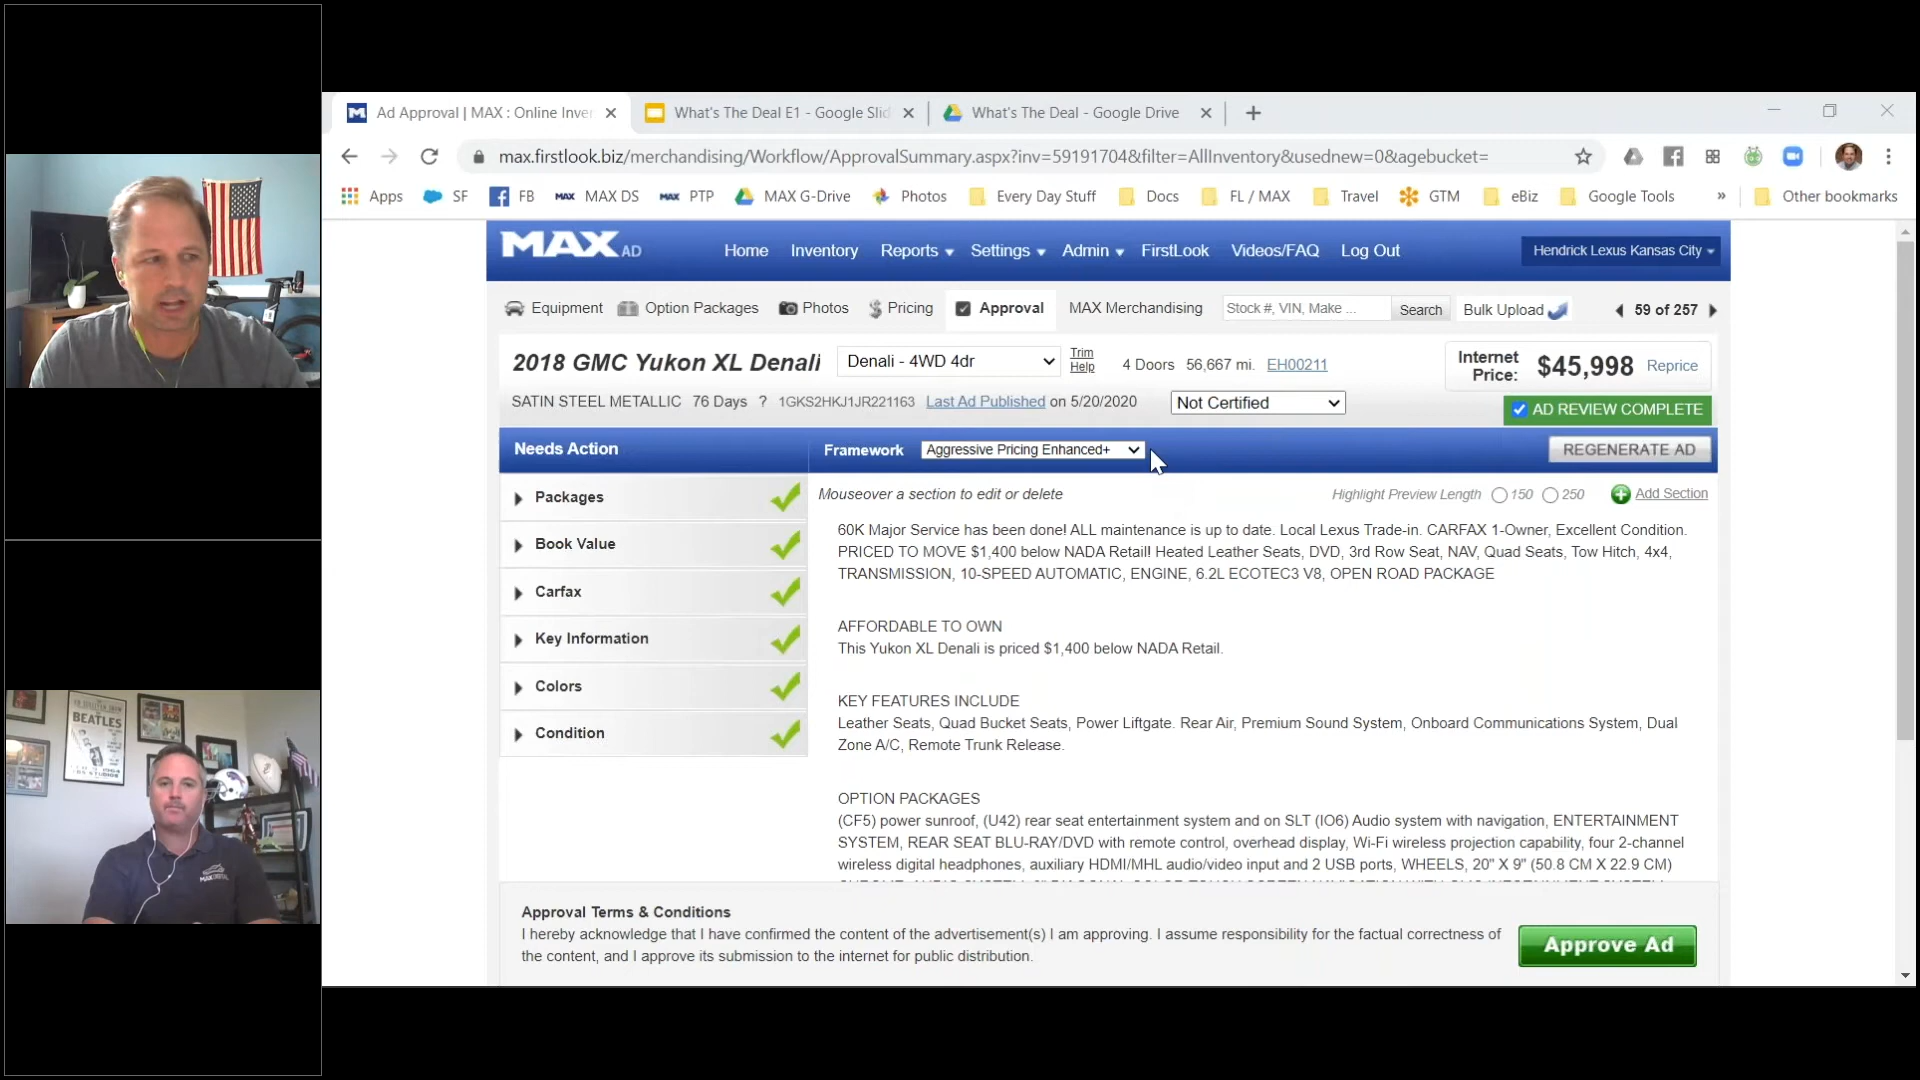 Ad Approval | MAX : Online Inve
What's The Deal E1 - Google Slid
What's The Deal - Google Drive
max.firstlook.biz/merchandising/Workflow/ApprovalSummary.aspx?inv=59191704&filter=AllInventory&usednew=0&agebucket=
Apps SF FB MAX MAX DS MAX PTP MAX G-Drive Photos Every Day Stuff Docs FL / MAX Travel GTM eBiz Google Tools » Other bookmarks
MAX AD Home Inventory Reports Settings Admin FirstLook Videos/FAQ Log Out Hendrick Lexus Kansas City
Equipment Option Packages Photos Pricing Approval MAX Merchandising Stock #, VIN, Make ... Search Bulk Upload 59 of 257
2018 GMC Yukon XL Denali Denali - 4WD 4dr Trim Help 4 Doors 56,667 mi. EH00211 Internet Price: $45,998 Reprice
SATIN STEEL METALLIC 76 Days ? 1GKS2HKJ1JR221163 Last Ad Published on 5/20/2020 Not Certified AD REVIEW COMPLETE
Needs Action Framework Aggressive Pricing Enhanced+ REGENERATE AD
Packages
Book Value
Carfax
Key Information
Colors
Condition
Mouseover a section to edit or delete Highlight Preview Length 150 250 Add Section
60K Major Service has been done! ALL maintenance is up to date. Local Lexus Trade-in. CARFAX 1-Owner, Excellent Condition.
PRICED TO MOVE $1,400 below NADA Retail! Heated Leather Seats, DVD, 3rd Row Seat, NAV, Quad Seats, Tow Hitch, 4x4,
TRANSMISSION, 10-SPEED AUTOMATIC, ENGINE, 6.2L ECOTEC3 V8, OPEN ROAD PACKAGE
AFFORDABLE TO OWN
This Yukon XL Denali is priced $1,400 below NADA Retail.
KEY FEATURES INCLUDE
Leather Seats, Quad Bucket Seats, Power Liftgate. Rear Air, Premium Sound System, Onboard Communications System, Dual
Zone A/C, Remote Trunk Release.
OPTION PACKAGES
(CF5) power sunroof, (U42) rear seat entertainment system and on SLT (IO6) Audio system with navigation, ENTERTAINMENT
SYSTEM, REAR SEAT BLU-RAY/DVD with remote control, overhead display, Wi-Fi wireless projection capability, four 2-channel
wireless digital headphones, auxiliary HDMI/MHL audio/video input and 2 USB ports, WHEELS, 20" X 9" (50.8 CM X 22.9 CM)
Approval Terms & Conditions
I hereby acknowledge that I have confirmed the content of the advertisement(s) I am approving. I assume responsibility for the factual correctness of
the content, and I approve its submission to the internet for public distribution.
Approve Ad
BEATLES
MAXDIGITAL